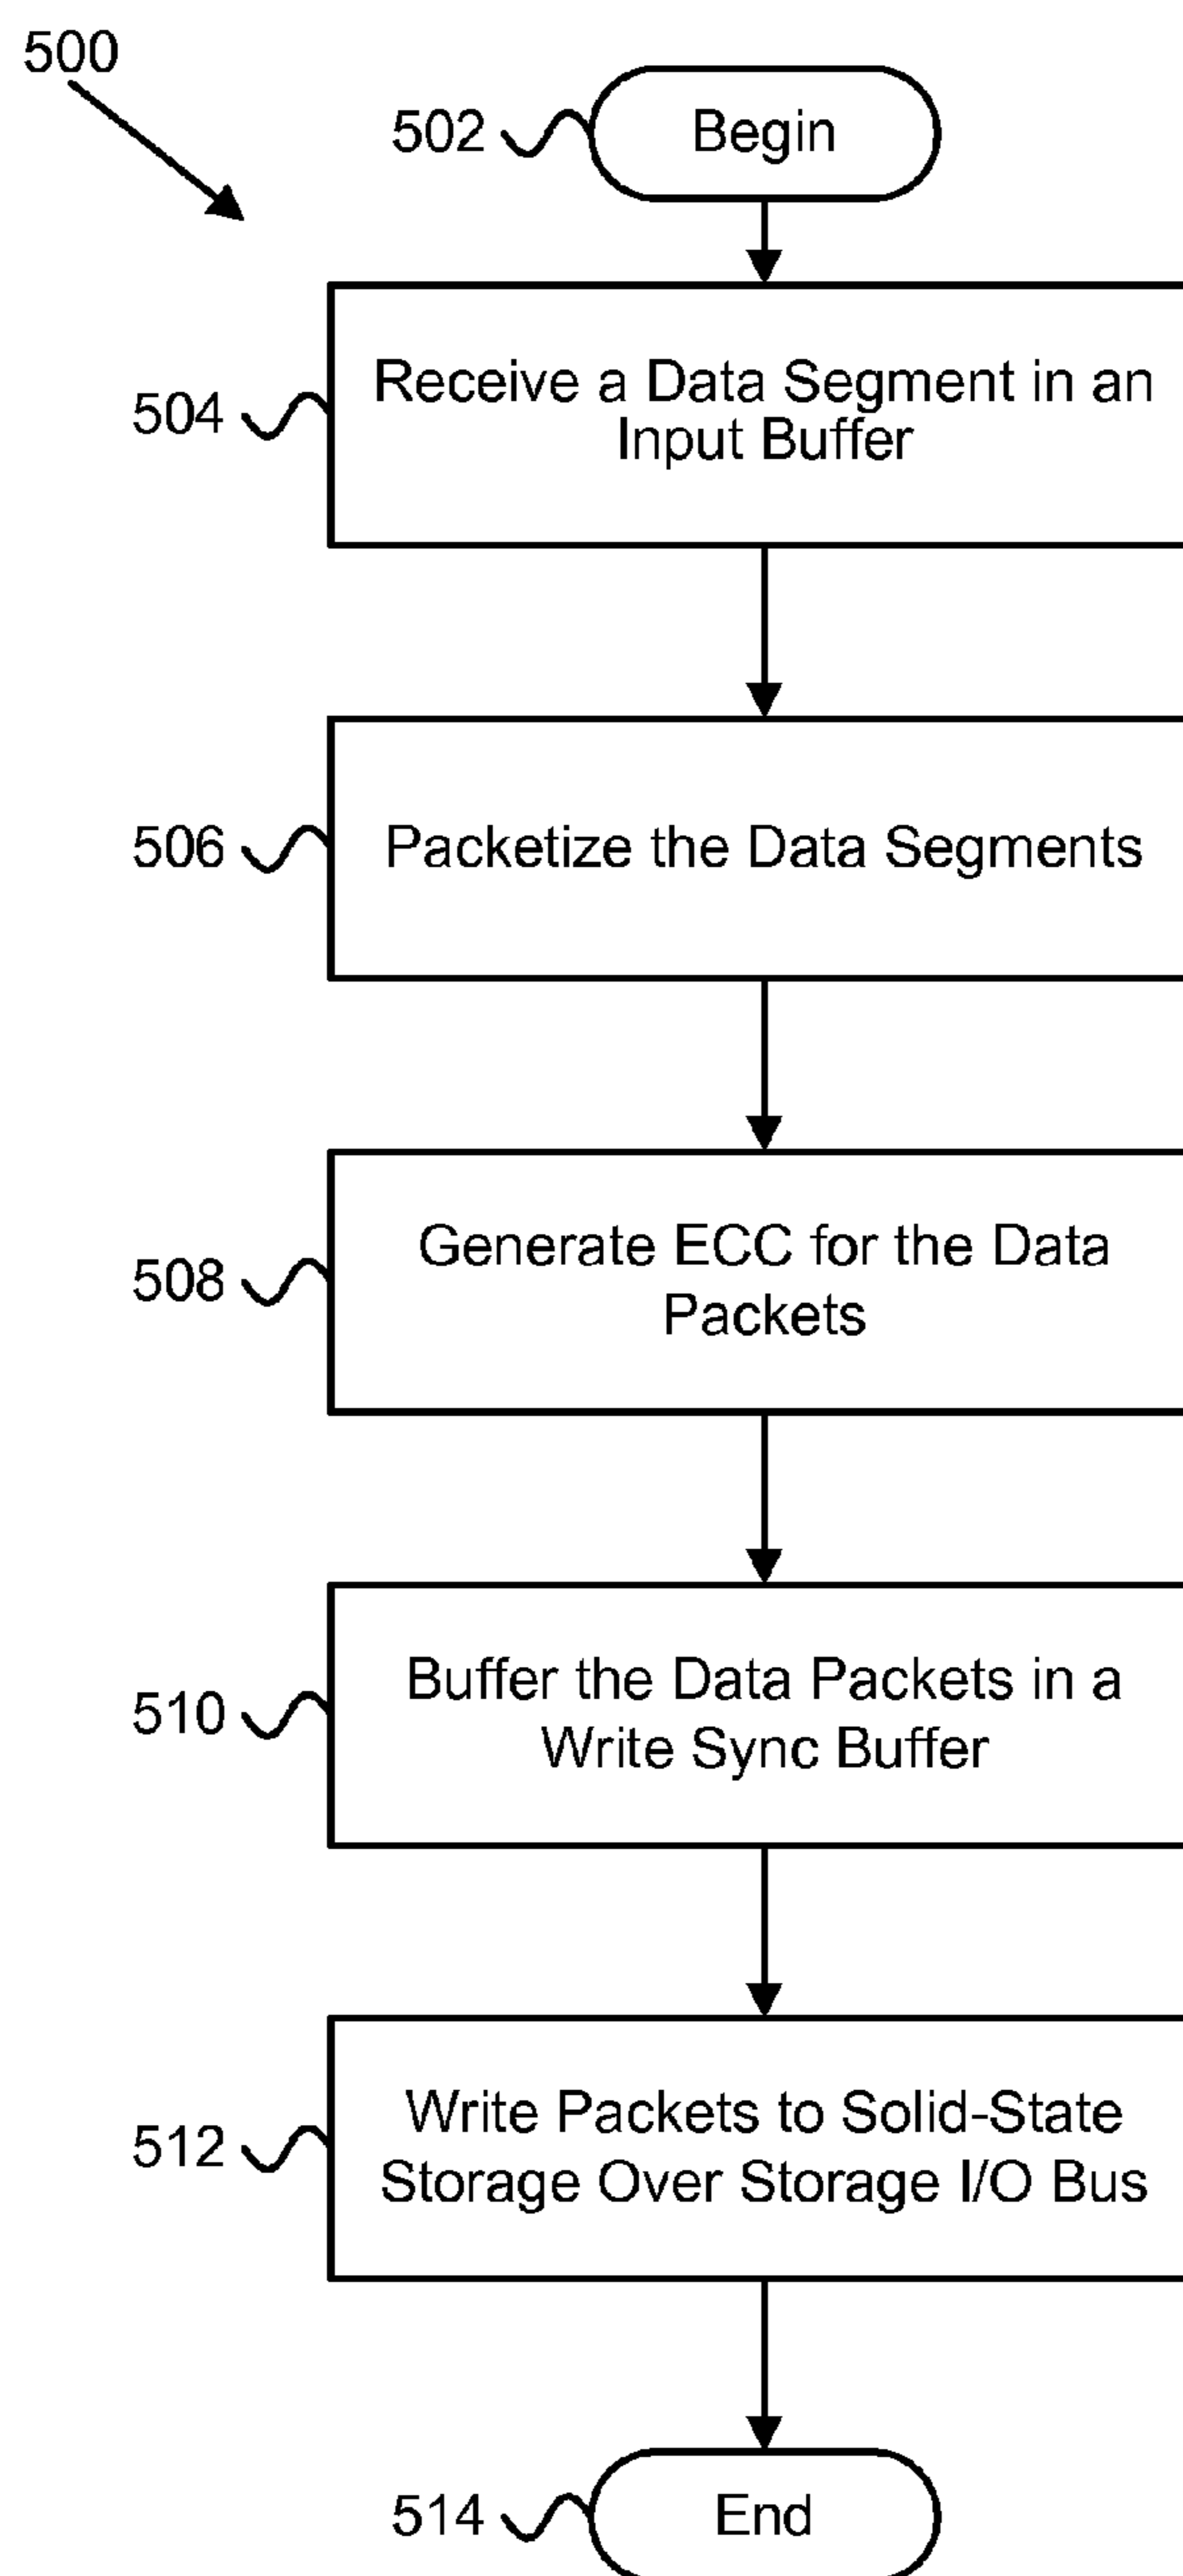 500
502
Begin
504
Receive a Data Segment in an
Input Buffer
506
Packetize the Data Segments
508
Generate ECC for the Data
Packets
510
Buffer the Data Packets in a
Write Sync Buffer
512
Write Packets to Solid-State
Storage Over Storage I/O Bus
514
End